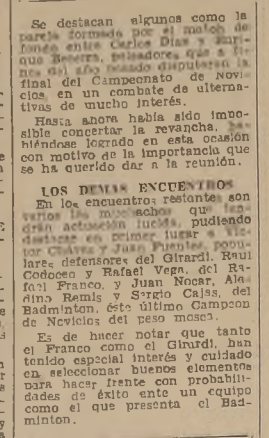 Se destacan algunos como la
pareja formada por el match de
fondo entre Carlos Díaz y Enri-
que Becerra, peleadores que a fi-
nes del año pasado disputaron la
final del Campeonato de Novi-
cios, en un combate de alterna-
tivas de mucho interés.
Hasta ahora había sido impo-
sible concertar la revancha, ha-
biéndose logrado en esta ocasión
con motivo de la importancia que
se ha querido dar a la reunión.
LOS DEMAS ENCUENTROS
En los encuentros restantes son
varios los muchachos que ten-
drán actuación lucida, pudiendo
destacar en primer lugar a Víc-
tor y Juan Fuentes, popu-
lares defensores del Girardi. Raúl
Codoceo y Rafael Vega, del Ra-
fael Franco, y Juan Nocar, Ala-
dino Remis y Sergio Cajas, del
Badminton, éste último Campeón
de Novicios del peso mosca.
Es de hacer notar que tanto
el Franco como el Girardi, han
tenido especial interés y cuidado
en seleccionar buenos elementos
para hacer frente con probabili-
dades de éxito ante un equipo
como el que presenta el Bad-
minton.